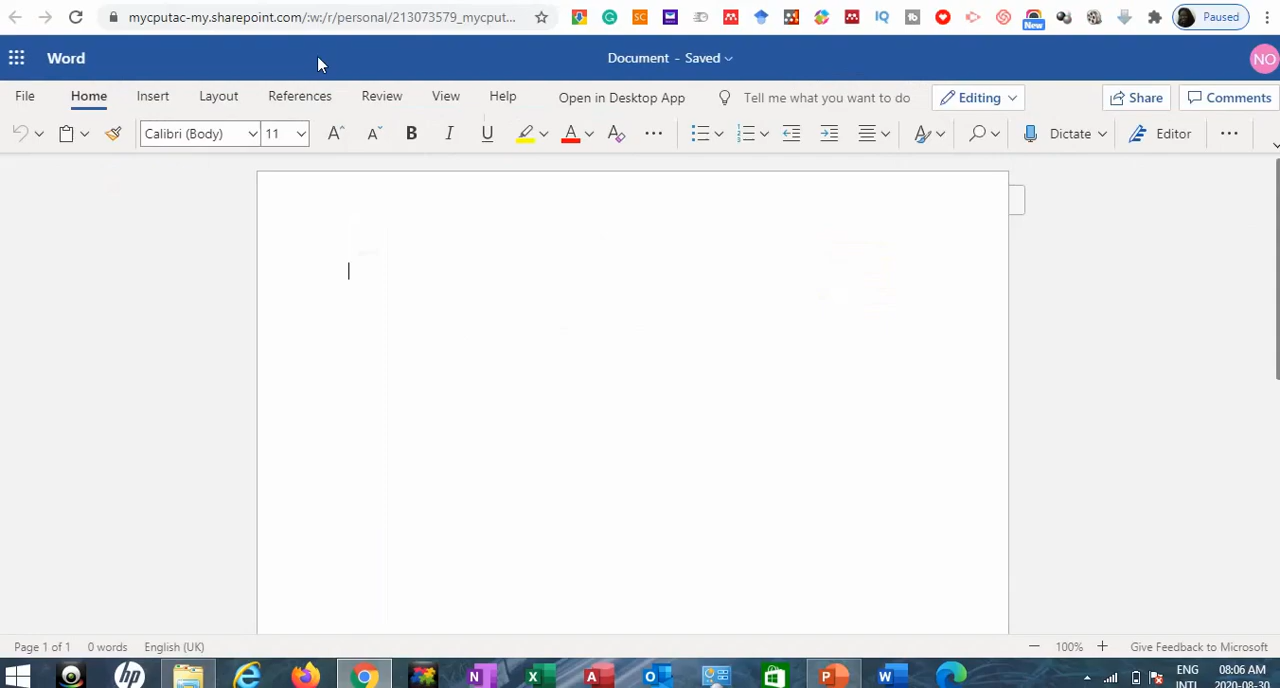 mycputac-my.sharepoint.com/:w:/r/personal/213073579_mycput...
New
Paused
Word
Document - Saved
NO
File Home Insert Layout References Review View Help Open in Desktop App Tell me what you want to do Editing Share Comments
Calibri (Body) 11 A A B I U A A Dictate Editor
Page 1 of 1 0 words English (UK) 100% Give Feedback to Microsoft
ENG 08:06 AM
INTL 2020-08-30